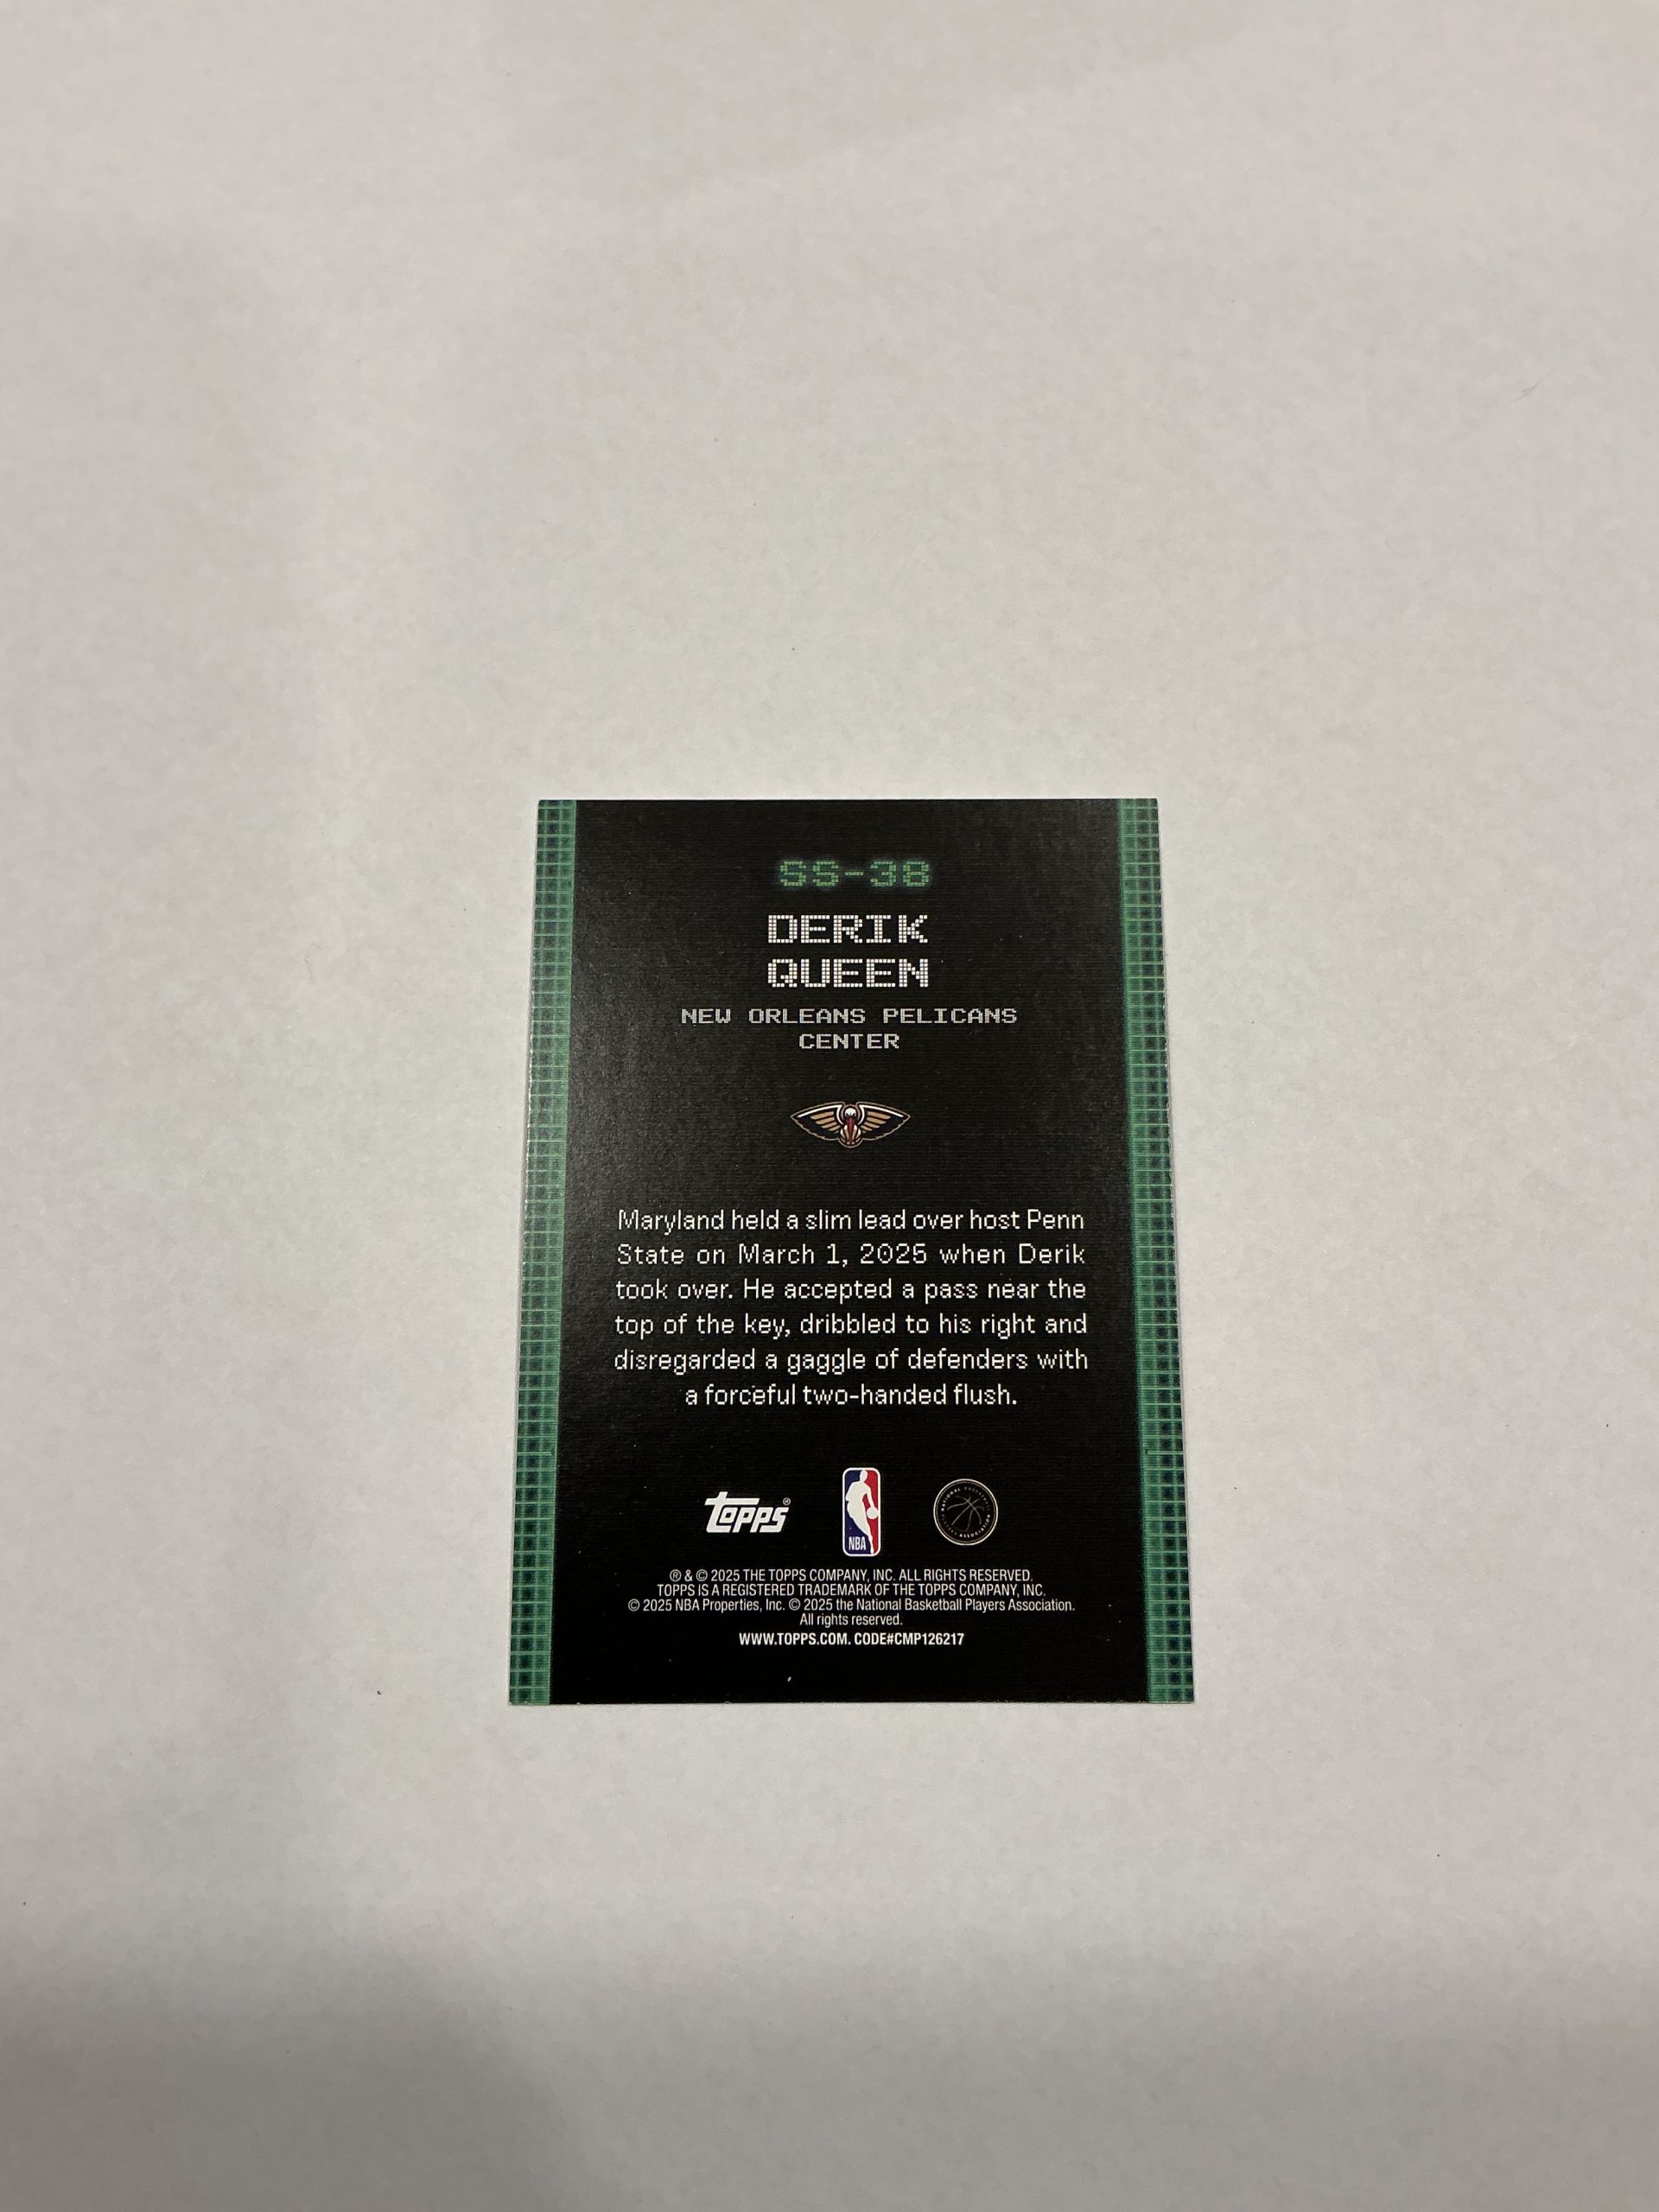 SS-38
DERIK
QUEEN
NEW ORLEANS PELICANS
CENTER
Maryland held a slim lead over host Penn
State on March 1, 2025 when Derik
took over. He accepted a pass near the
top of the key, dribbled to his right and
disregarded a gaggle of defenders with
a forceful two-handed flush.
topps®
NBA
NATIONAL BASKETBALL PLAYERS ASSOCIATION
® & © 2025 THE TOPPS COMPANY, INC. ALL RIGHTS RESERVED.
TOPPS IS A REGISTERED TRADEMARK OF THE TOPPS COMPANY, INC.
© 2025 NBA Properties, Inc. © 2025 the National Basketball Players Association.
All rights reserved.
WWW.TOPPS.COM. CODE#CMP126217